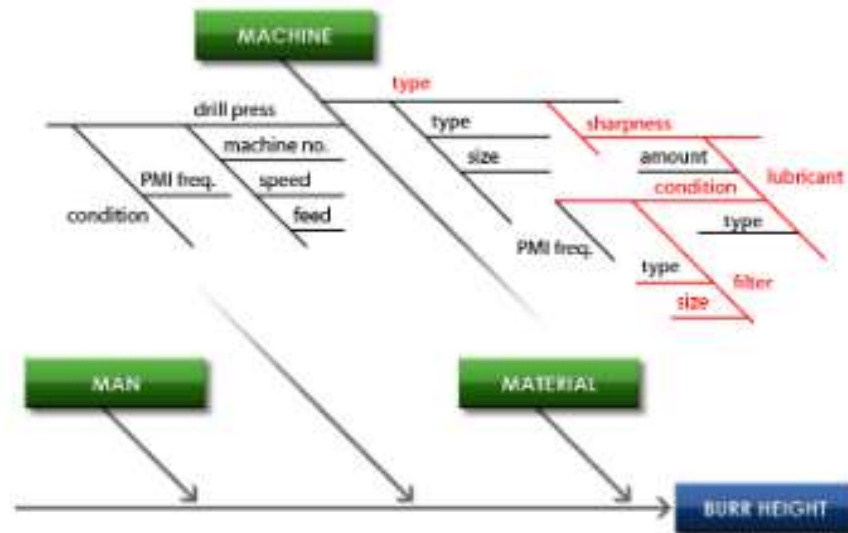 MACHINE
type
drill press
type
sharpness
machine no.
size
amount
lubricant
PMI freq.
speed
condition
condition
feed
type
PMI freq.
type
filter
size
MAN
MATERIAL
BURR HEIGHT